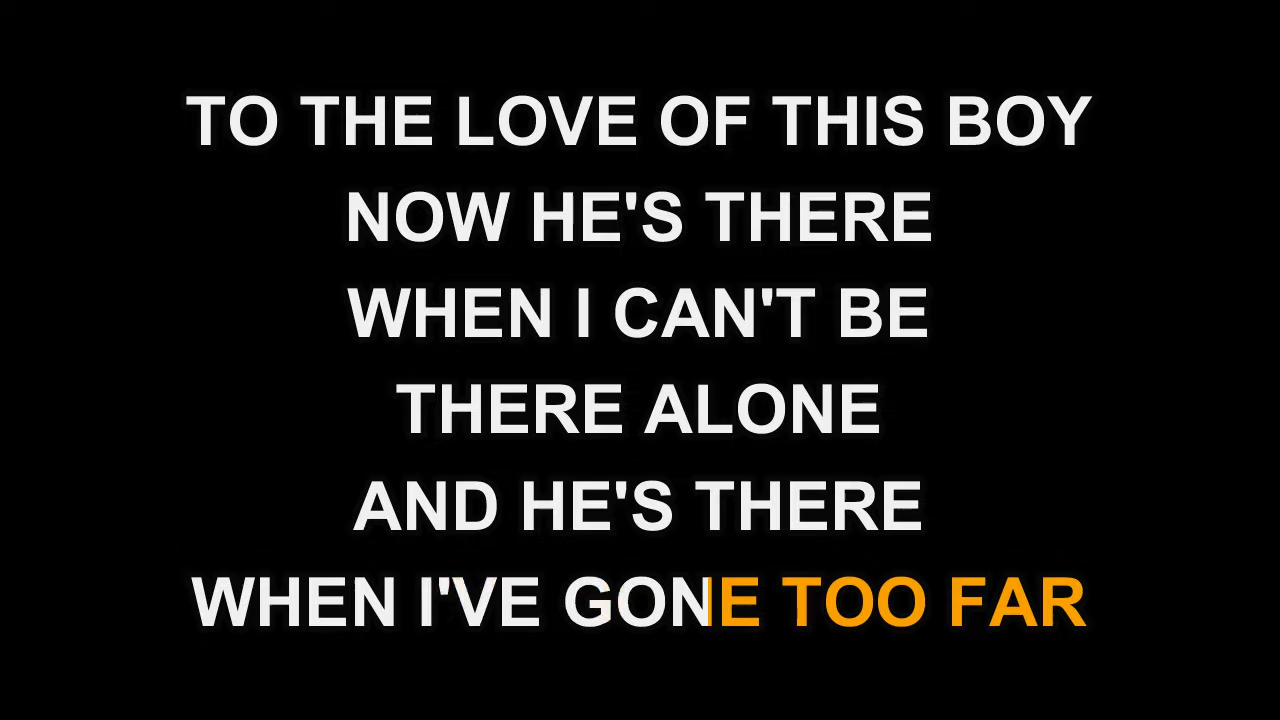 TO THE LOVE OF THIS BOY
NOW HE'S THERE
WHEN I CAN'T BE
THERE ALONE
AND HE'S THERE
WHEN I'VE GONE TOO FAR